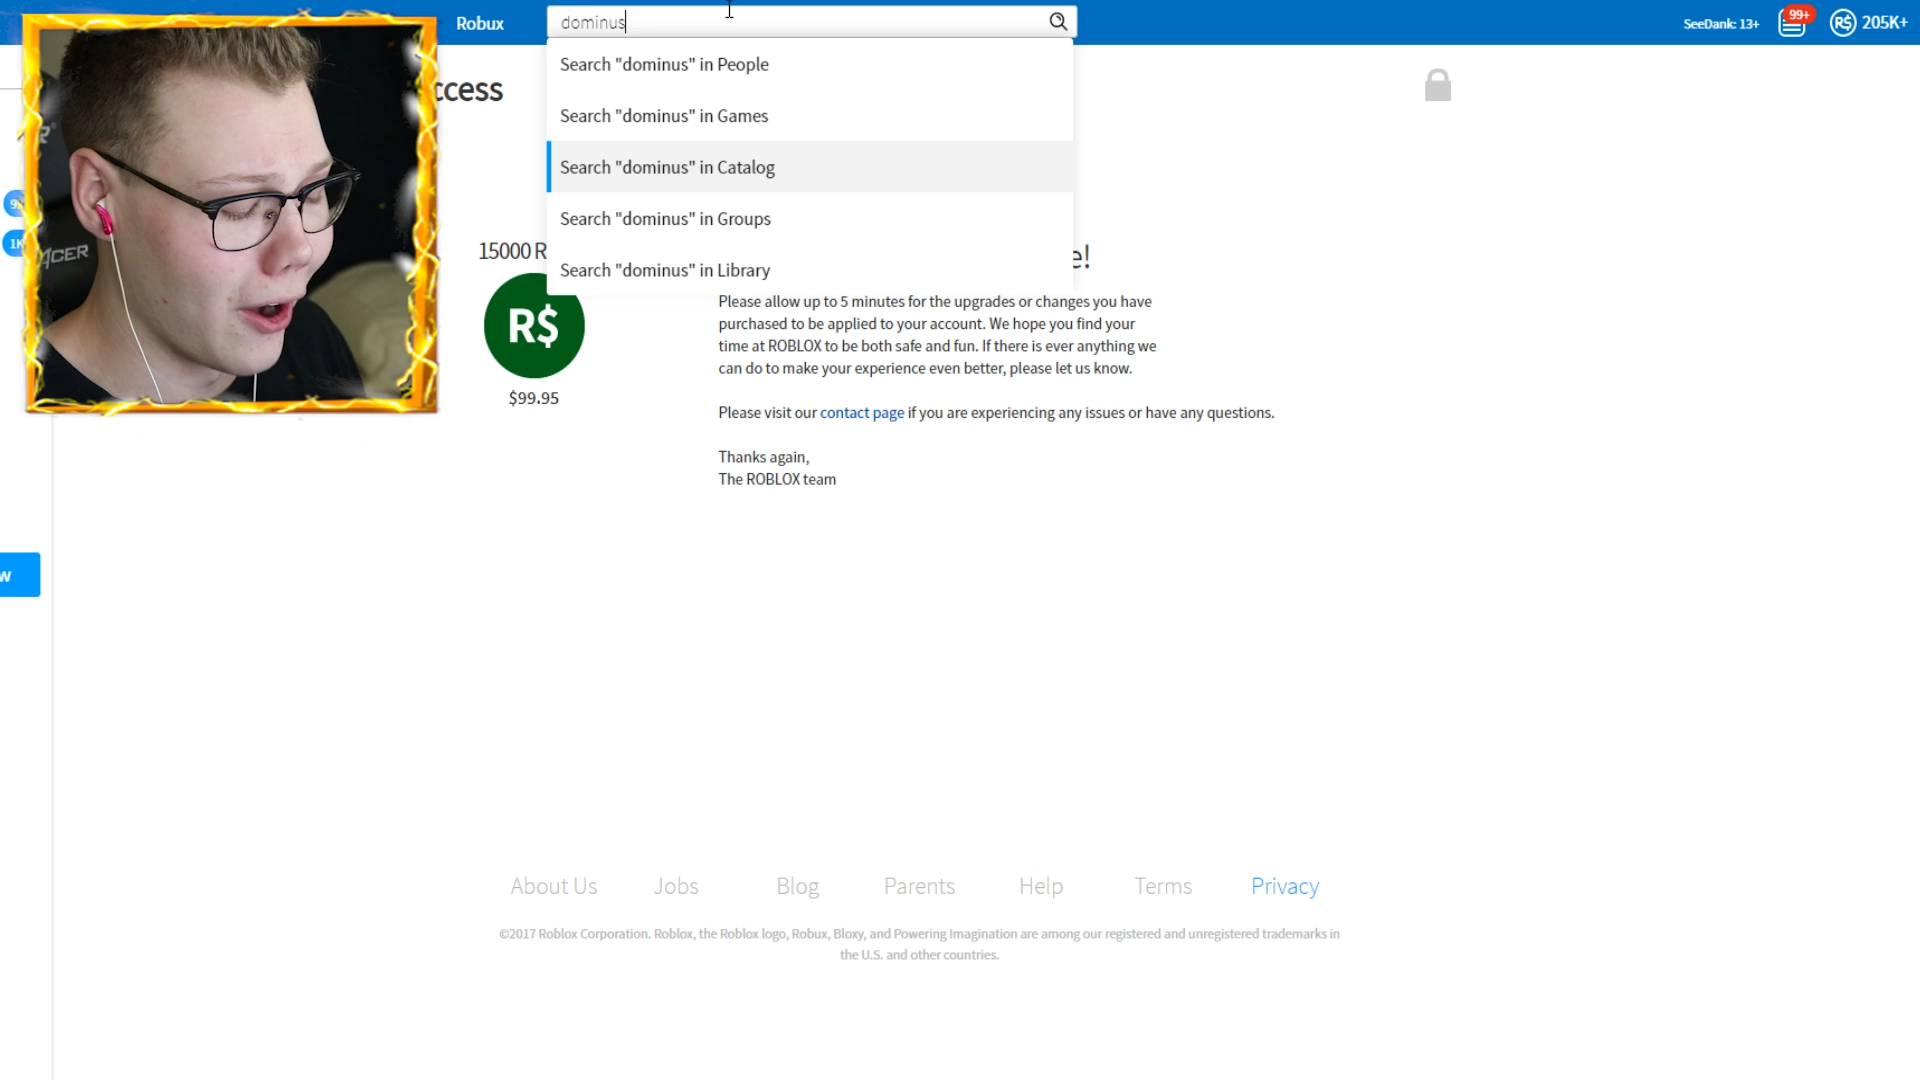 Robux
dominus
SeeDank: 13+
99+
R$ 205K+
Search "dominus" in People
Search "dominus" in Games
Search "dominus" in Catalog
Search "dominus" in Groups
Search "dominus" in Library
ccess
ACER
1K
15000 R
R$
$99.95
e!
Please allow up to 5 minutes for the upgrades or changes you have
purchased to be applied to your account. We hope you find your
time at ROBLOX to be both safe and fun. If there is ever anything we
can do to make your experience even better, please let us know.
Please visit our contact page if you are experiencing any issues or have any questions.
Thanks again,
The ROBLOX team
w
About Us Jobs Blog Parents Help Terms Privacy
©2017 Roblox Corporation. Roblox, the Roblox logo, Robux, Bloxy, and Powering Imagination are among our registered and unregistered trademarks in
the U.S. and other countries.